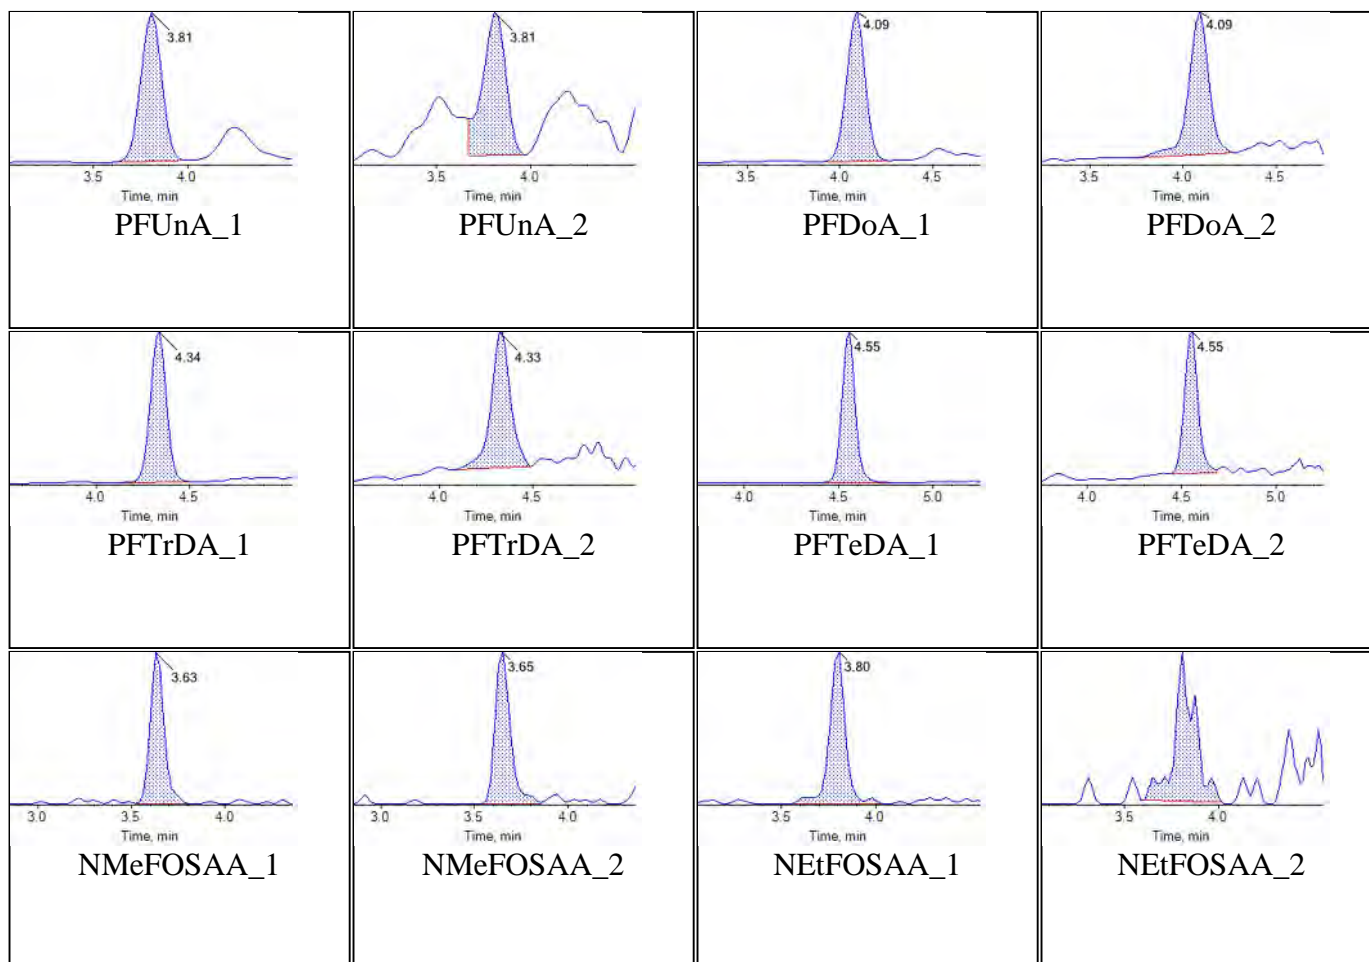 3.81
3.5 4.0
Time, min
PFUnA_1
3.81
3.5 4.0
Time, min
PFUnA_2
4.09
3.5 4.0 4.5
Time, min
PFDoA_1
4.09
3.5 4.0 4.5
Time, min
PFDoA_2
4.34
4.0 4.5
Time, min
PFTrDA_1
4.33
4.0 4.5
Time, min
PFTrDA_2
4.55
4.0 4.5 5.0
Time, min
PFTeDA_1
4.55
4.0 4.5 5.0
Time, min
PFTeDA_2
3.63
3.0 3.5 4.0
Time, min
NMeFOSAA_1
3.65
3.0 3.5 4.0
Time, min
NMeFOSAA_2
3.80
3.5 4.0
Time, min
NEtFOSAA_1
3.5 4.0
Time, min
NEtFOSAA_2